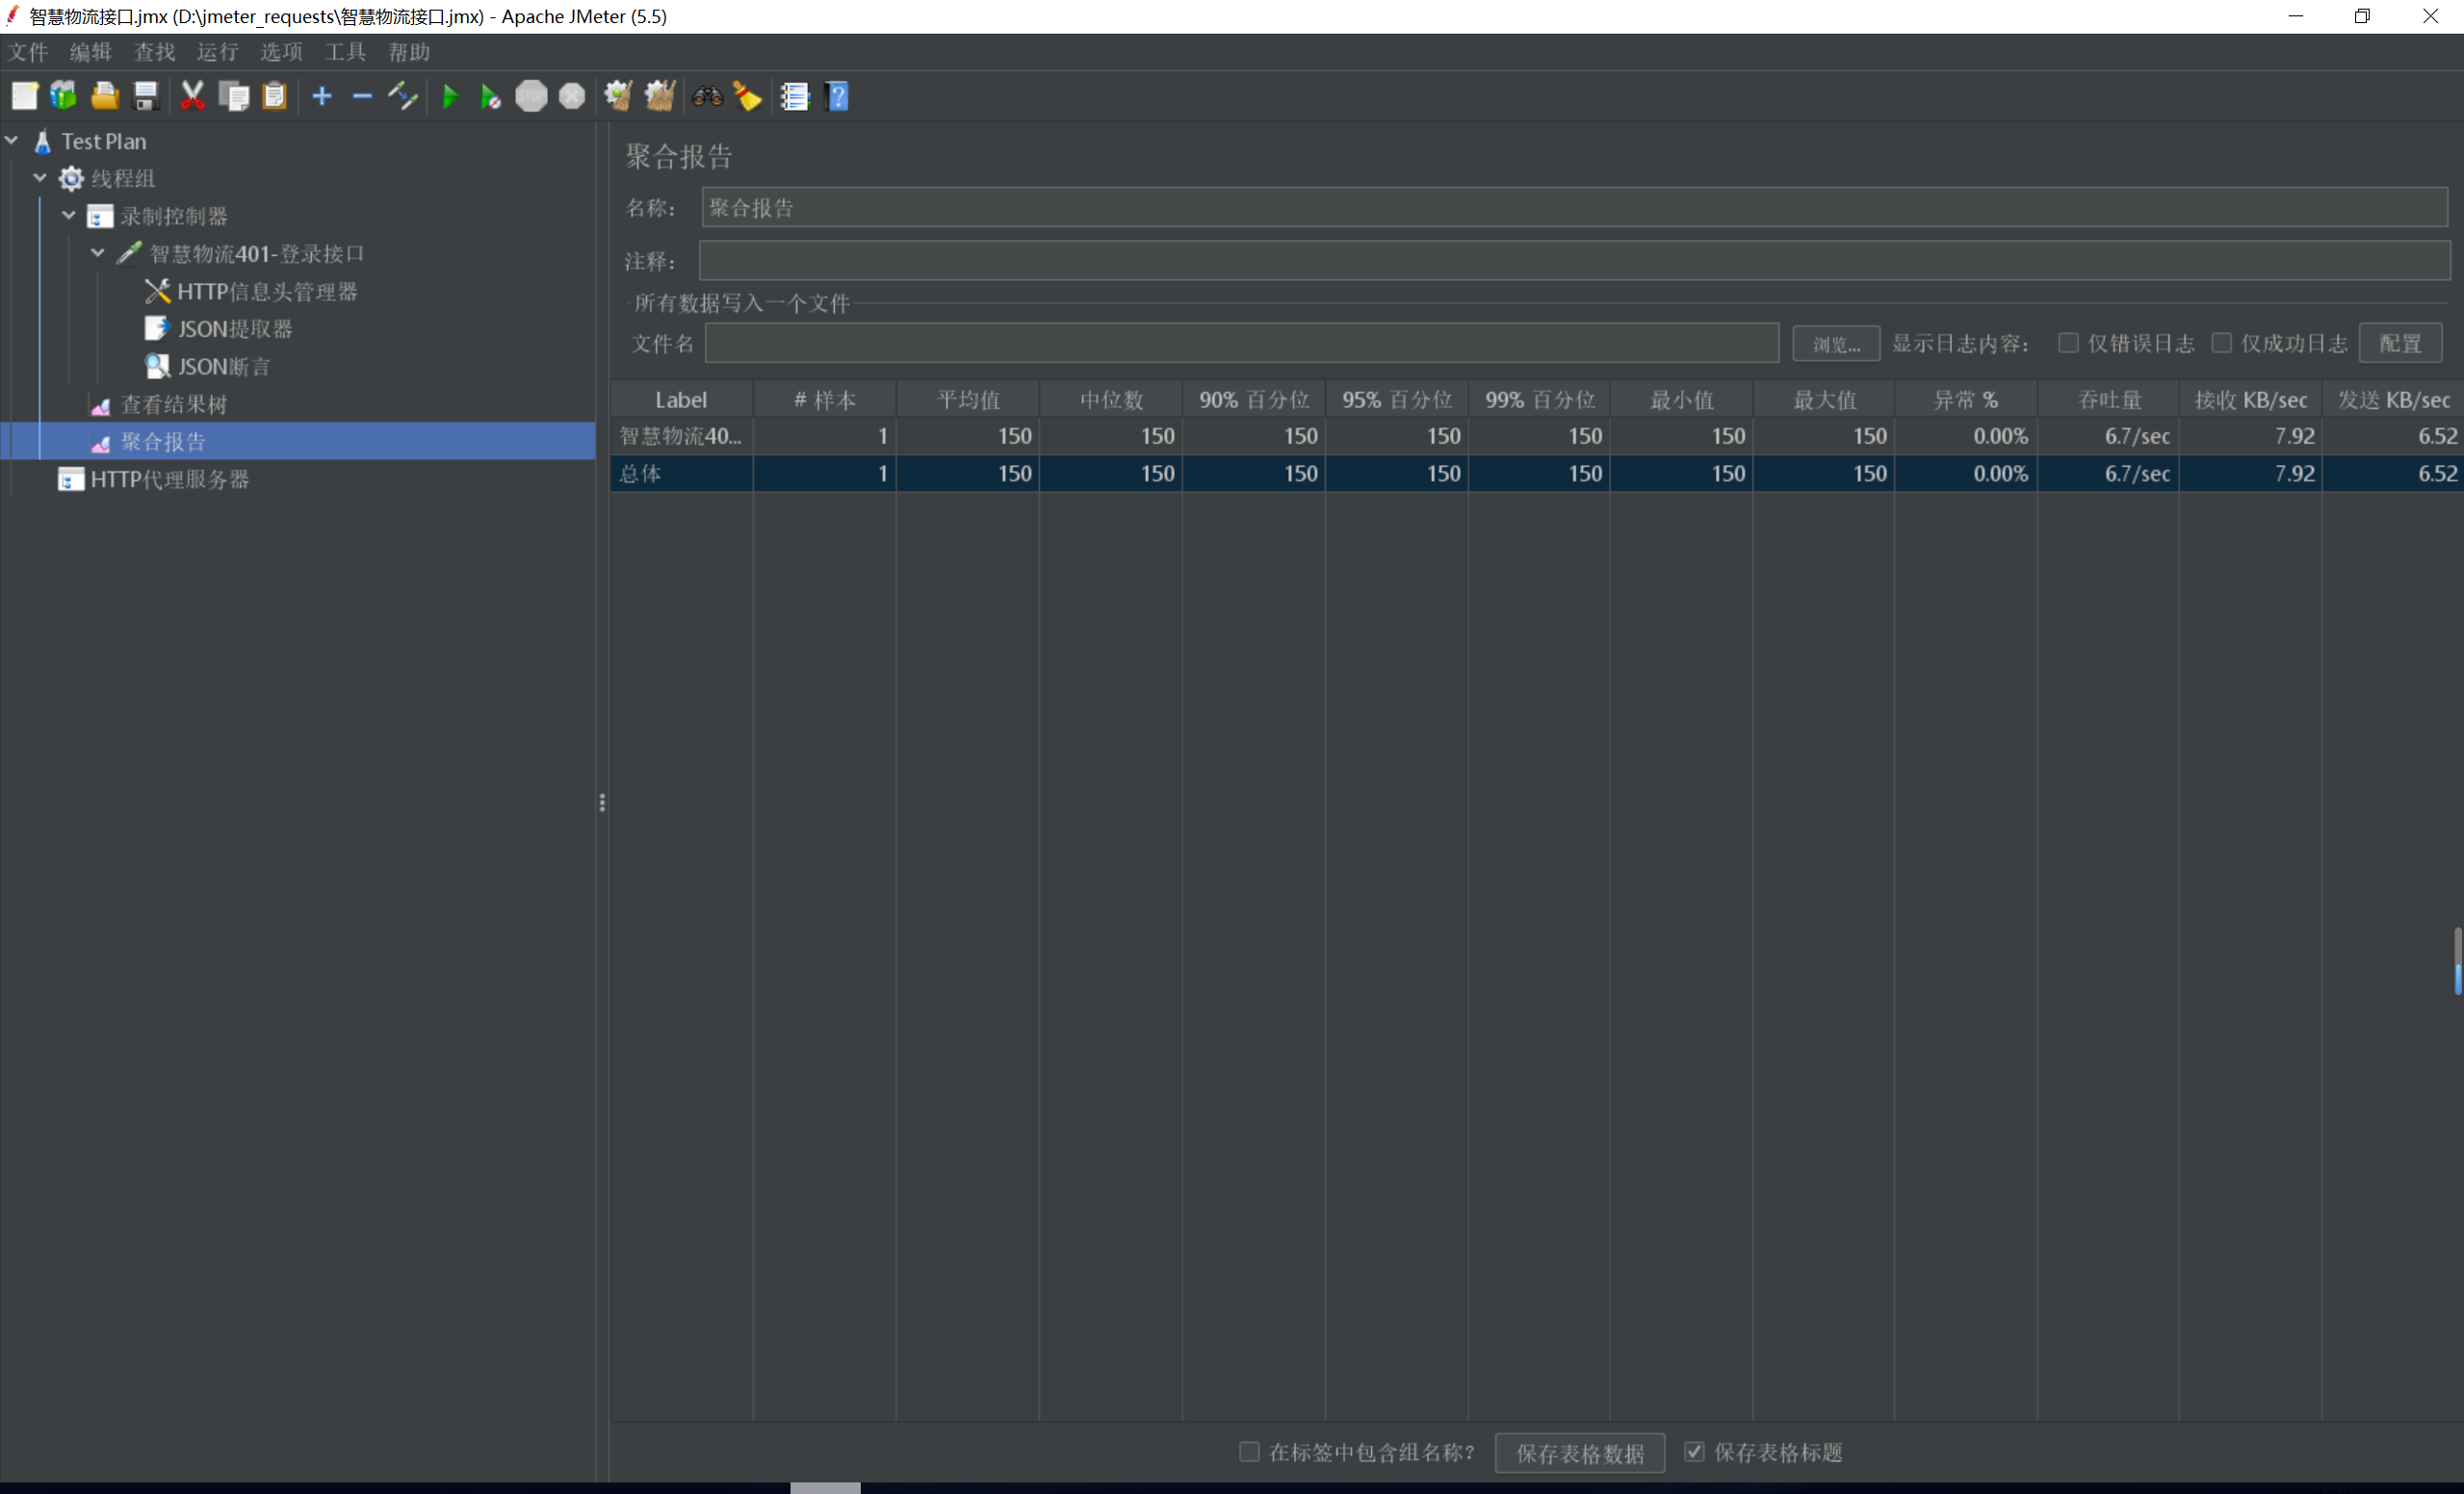 智慧物流接口.jmx (D:\jmeter_requests\智慧物流接口.jmx) - Apache JMeter (5.5)
文件 编辑 查找 运行 选项 工具 帮助
STOP
Test Plan
线程组
录制控制器
智慧物流401-登录接口
HTTP信息头管理器
JSON提取器
JSON断言
查看结果树
聚合报告
HTTP代理服务器
聚合报告
名称： 聚合报告
注释：
所有数据写入一个文件
文件名 浏览... 显示日志内容： 仅错误日志 仅成功日志 配置
Label # 样本 平均值 中位数 90% 百分位 95% 百分位 99% 百分位 最小值 最大值 异常 % 吞吐量 接收 KB/sec 发送 KB/sec
智慧物流40... 1 150 150 150 150 150 150 150 0.00% 6.7/sec 7.92 6.52
总体 1 150 150 150 150 150 150 150 0.00% 6.7/sec 7.92 6.52
在标签中包含组名称? 保存表格数据 保存表格标题